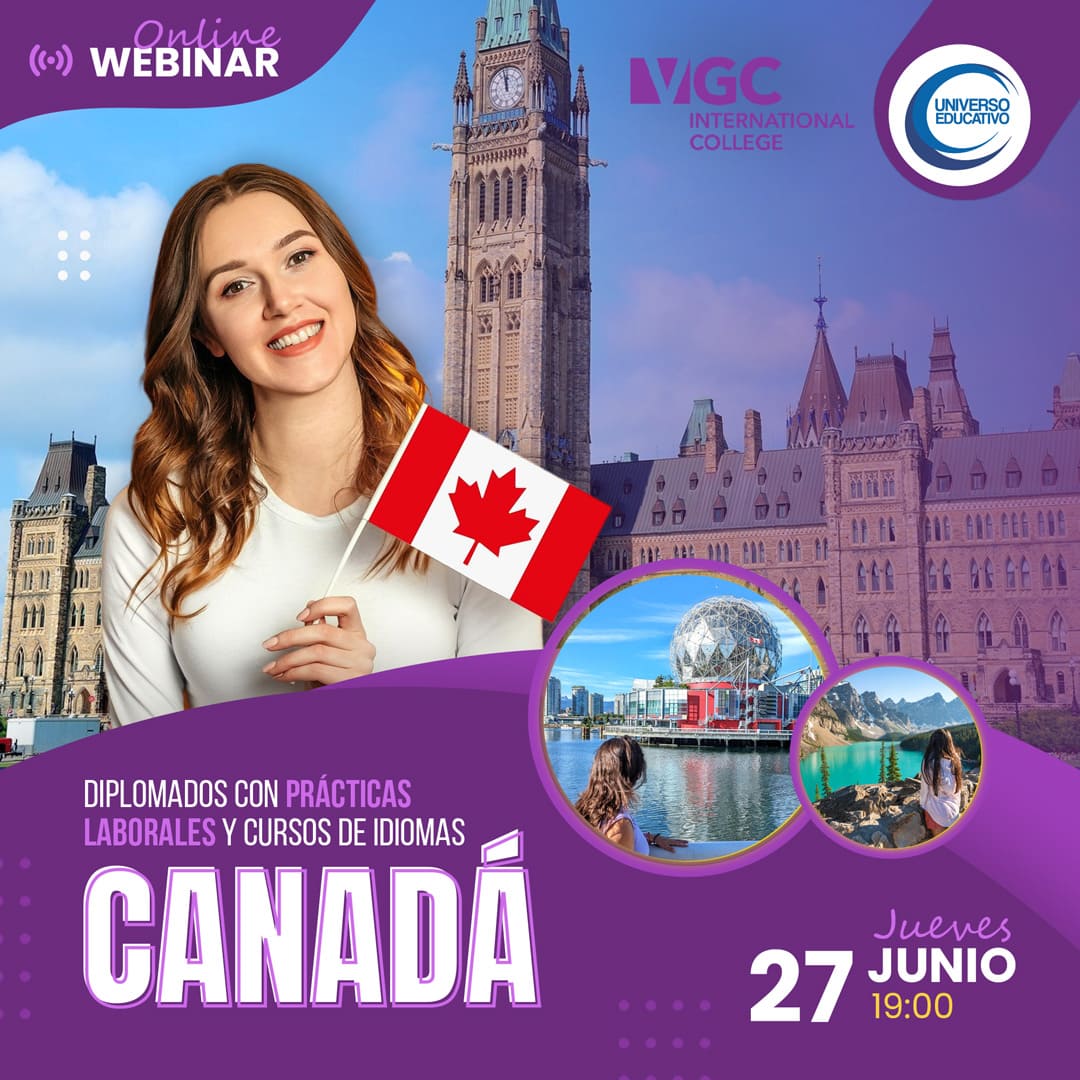 Online
WEBINAR
VGC
INTERNATIONAL
COLLEGE
UNIVERSO
EDUCATIVO
DIPLOMADOS CON PRÁCTICAS
LABORALES Y CURSOS DE IDIOMAS
CANADÁ
27
Jueves
JUNIO
19:00